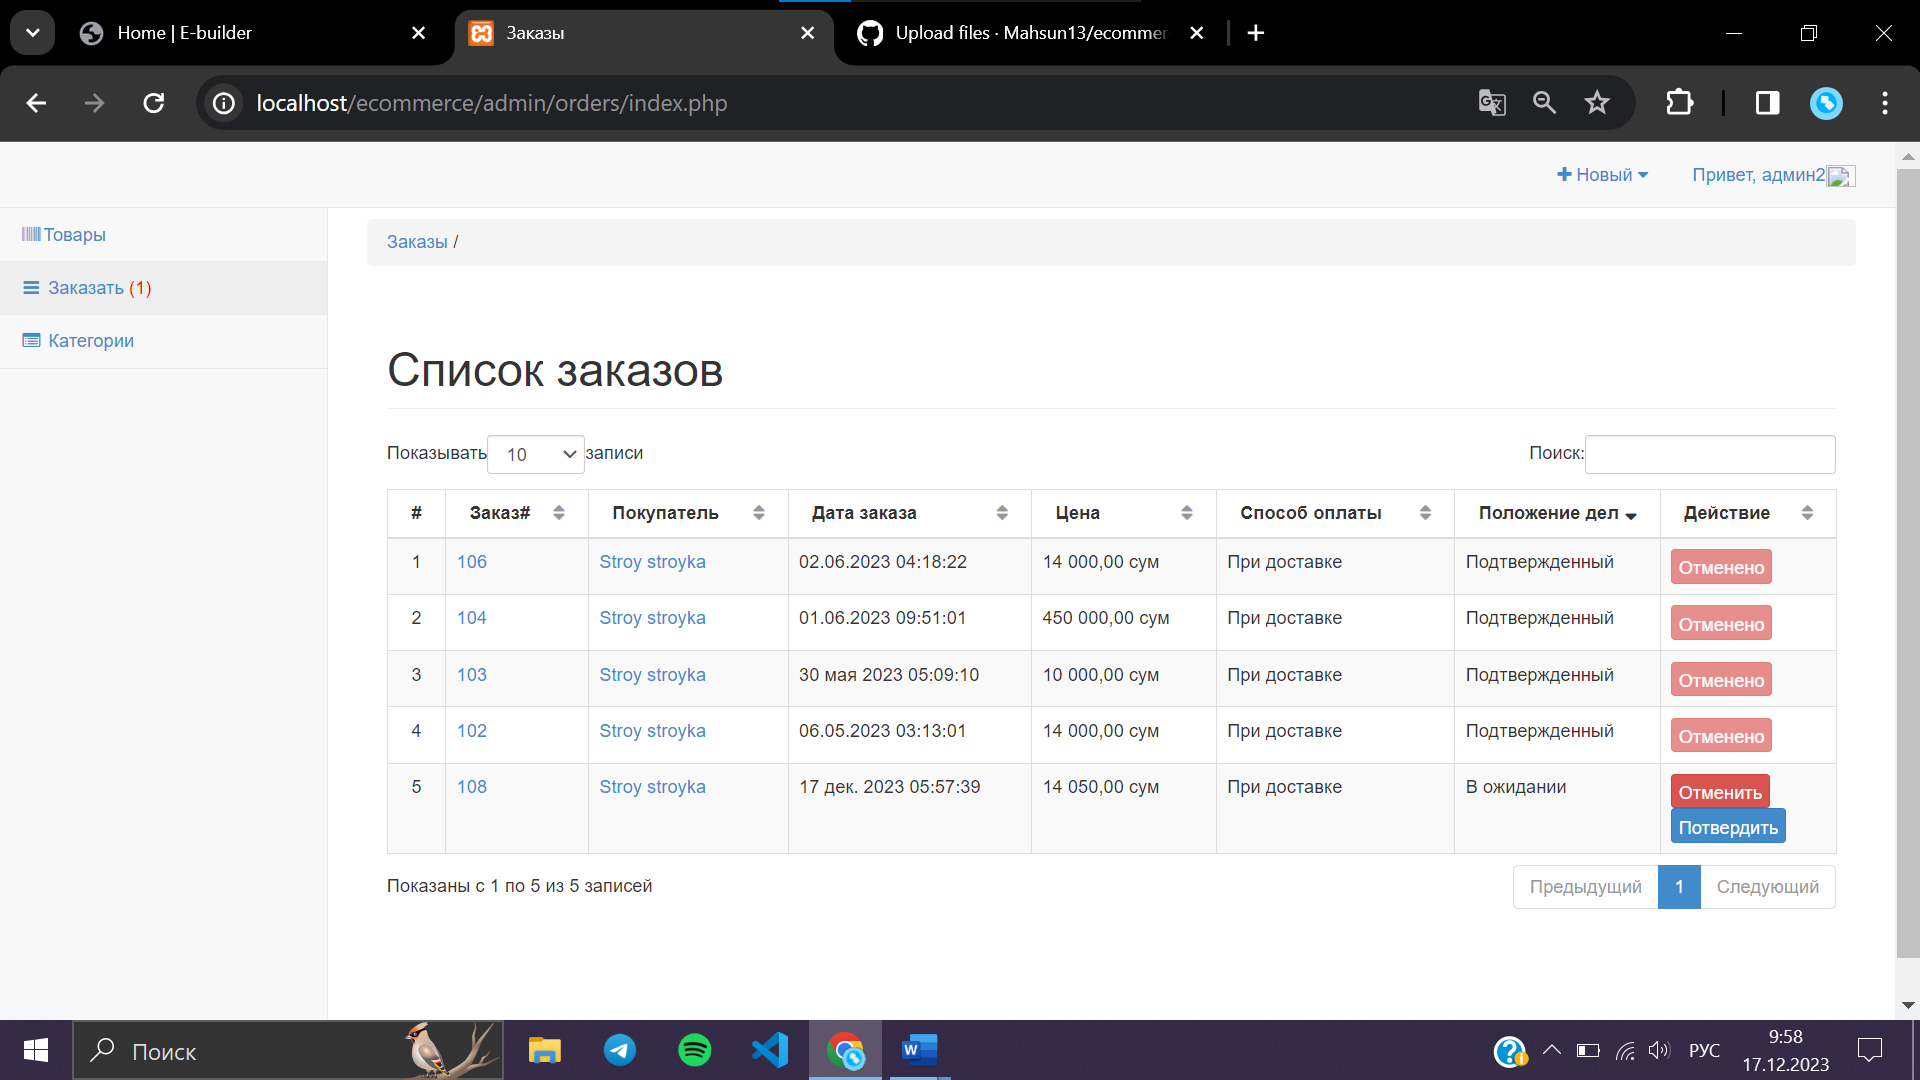 Home | E-builder
Заказы
Upload files · Mahsun13/ecommer
localhost/ecommerce/admin/orders/index.php
Новый
Привет, админ2
Товары
Заказать (1)
Категории
Заказы /
Список заказов
Показывать 10 записи
Поиск:
# Заказ# Покупатель Дата заказа Цена Способ оплаты Положение дел Действие
1 106 Stroy stroyka 02.06.2023 04:18:22 14 000,00 сум При доставке Подтвержденный Отменено
2 104 Stroy stroyka 01.06.2023 09:51:01 450 000,00 сум При доставке Подтвержденный Отменено
3 103 Stroy stroyka 30 мая 2023 05:09:10 10 000,00 сум При доставке Подтвержденный Отменено
4 102 Stroy stroyka 06.05.2023 03:13:01 14 000,00 сум При доставке Подтвержденный Отменено
5 108 Stroy stroyka 17 дек. 2023 05:57:39 14 050,00 сум При доставке В ожидании Отменить
Потвердить
Показаны с 1 по 5 из 5 записей
Предыдущий 1 Следующий
Поиск
W
РУС
9:58
17.12.2023